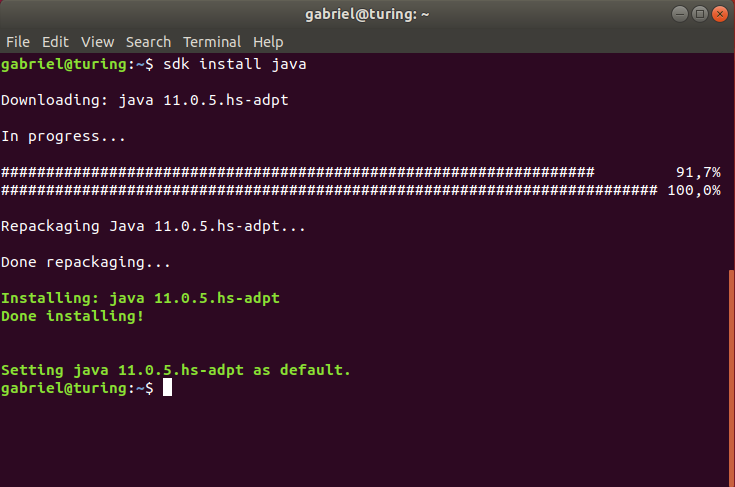 gabriel@turing: ~
File Edit View Search Terminal Help
gabriel@turing:~$ sdk install java
Downloading: java 11.0.5.hs-adpt
In progress...
################################################################## 91,7%
######################################################################### 100,0%
Repackaging Java 11.0.5.hs-adpt...
Done repackaging...
Installing: java 11.0.5.hs-adpt
Done installing!
Setting java 11.0.5.hs-adpt as default.
gabriel@turing:~$